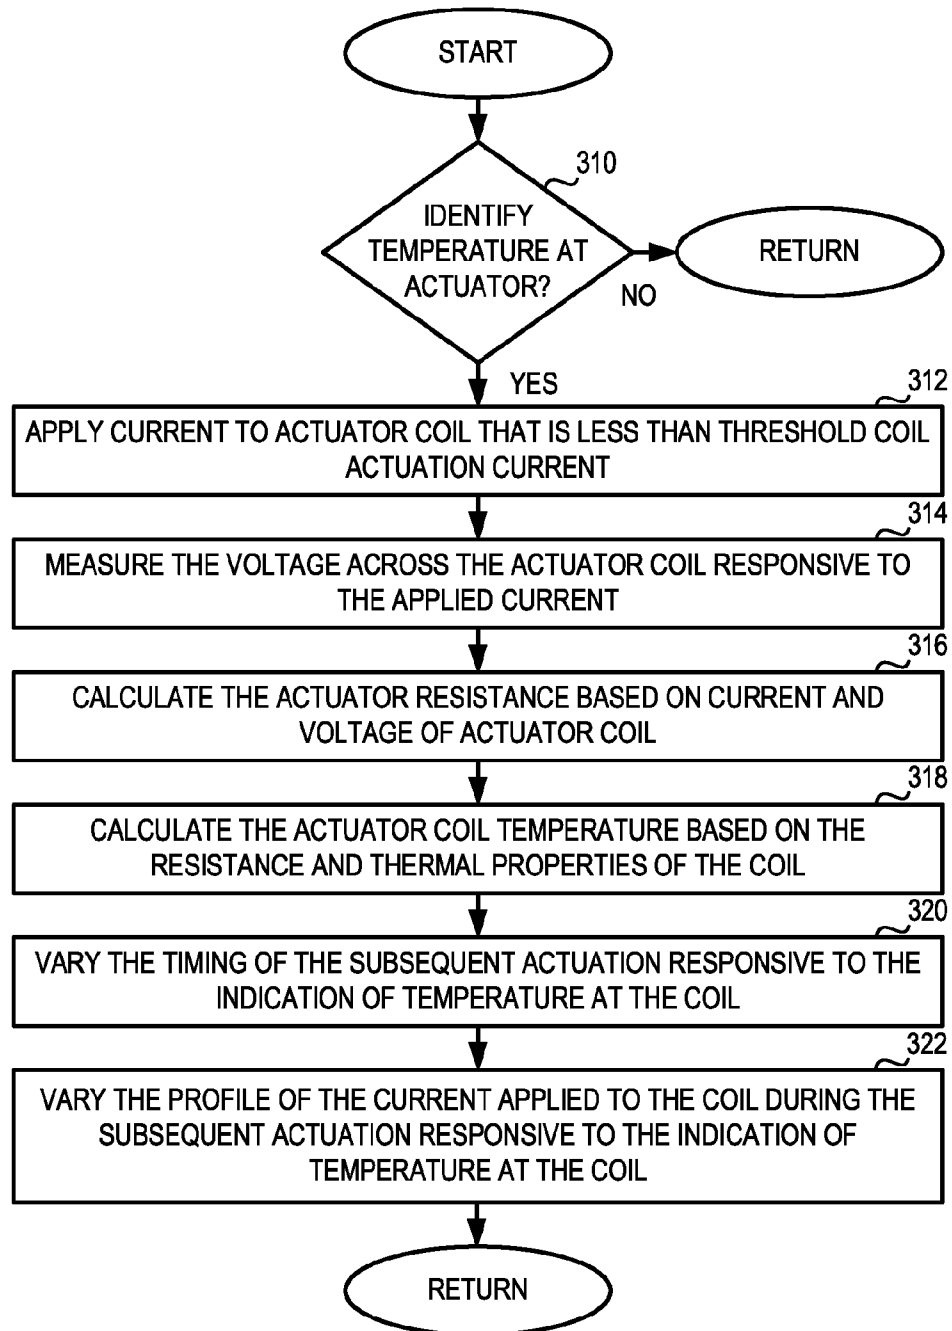 START
310
IDENTIFY
TEMPERATURE AT
ACTUATOR?
RETURN
NO
YES
312
APPLY CURRENT TO ACTUATOR COIL THAT IS LESS THAN THRESHOLD COIL
ACTUATION CURRENT
314
MEASURE THE VOLTAGE ACROSS THE ACTUATOR COIL RESPONSIVE TO
THE APPLIED CURRENT
316
CALCULATE THE ACTUATOR RESISTANCE BASED ON CURRENT AND
VOLTAGE OF ACTUATOR COIL
318
CALCULATE THE ACTUATOR COIL TEMPERATURE BASED ON THE
RESISTANCE AND THERMAL PROPERTIES OF THE COIL
320
VARY THE TIMING OF THE SUBSEQUENT ACTUATION RESPONSIVE TO THE
INDICATION OF TEMPERATURE AT THE COIL
322
VARY THE PROFILE OF THE CURRENT APPLIED TO THE COIL DURING THE
SUBSEQUENT ACTUATION RESPONSIVE TO THE INDICATION OF
TEMPERATURE AT THE COIL
RETURN